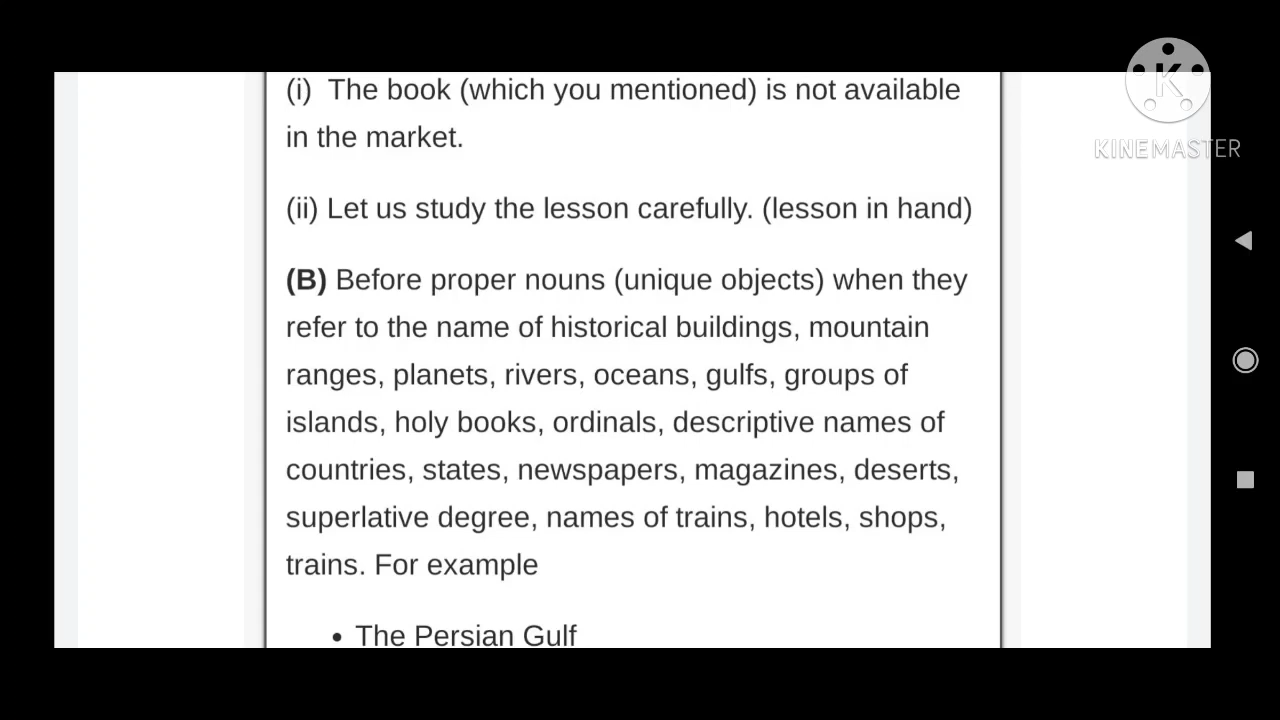 (i) The book (which you mentioned) is not available
in the market.
(ii) Let us study the lesson carefully. (lesson in hand)
(B) Before proper nouns (unique objects) when they
refer to the name of historical buildings, mountain
ranges, planets, rivers, oceans, gulfs, groups of
islands, holy books, ordinals, descriptive names of
countries, states, newspapers, magazines, deserts,
superlative degree, names of trains, hotels, shops,
trains. For example
• The Persian Gulf
K
KINEMASTER